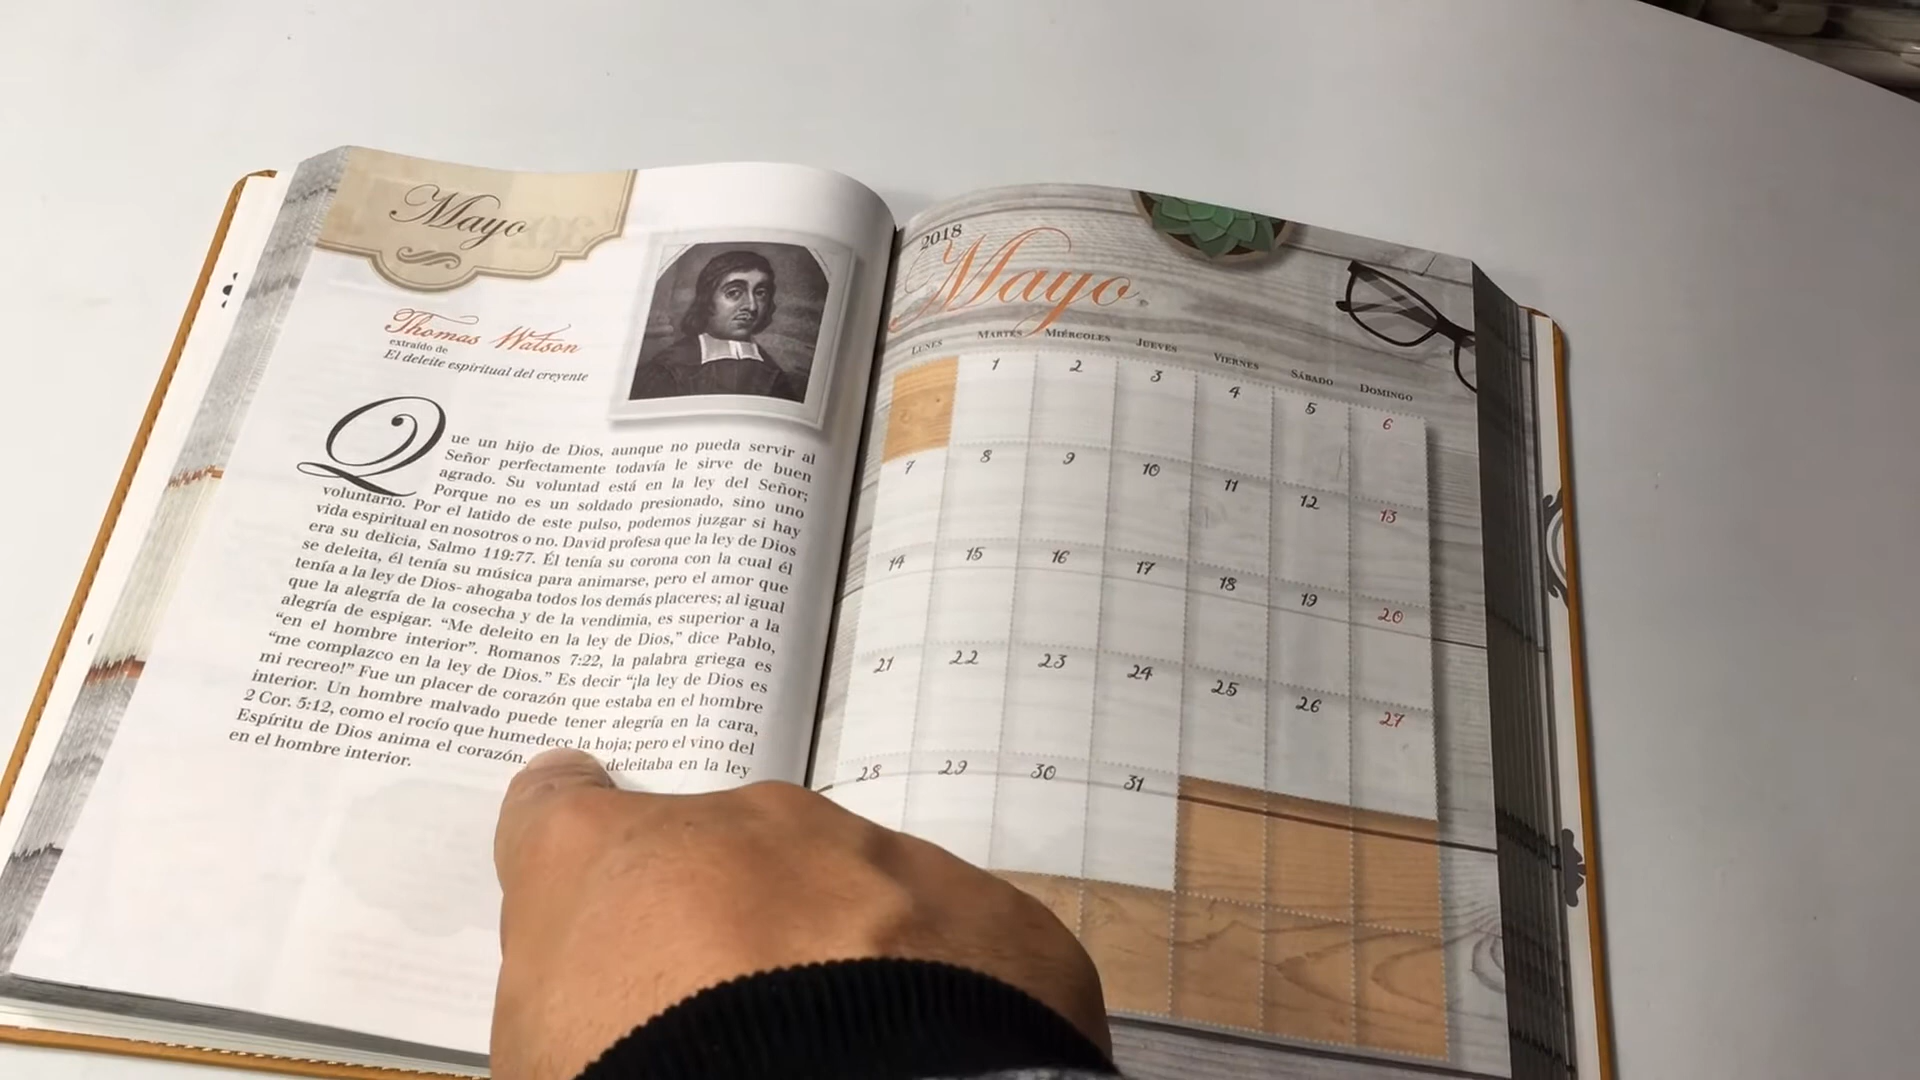 Mayo
Thomas Watson
extraído de
El deleite espiritual del creyente
Que un hijo de Dios, aunque no pueda servir al
Señor perfectamente todavía le sirve de buen
agrado. Su voluntad está en la ley del Señor;
Porque no es un soldado presionado, sino uno
voluntario. Por el latido de este pulso, podemos juzgar si hay
vida espiritual en nosotros o no. David profesa que la ley de Dios
era su delicia, Salmo 119:77. Él tenía su corona con la cual él
se deleita, él tenía su música para animarse, pero el amor que
tenía a la ley de Dios- ahogaba todos los demás placeres; al igual
que la alegría de la cosecha y de la vendimia, es superior a la
alegría de espigar. “Me deleito en la ley de Dios,” dice Pablo,
“en el hombre interior”. Romanos 7:22, la palabra griega es
“me complazco en la ley de Dios.” Es decir “¡la ley de Dios es
mi recreo!” Fue un placer de corazón que estaba en el hombre
interior. Un hombre malvado puede tener alegría en la cara,
2 Cor. 5:12, como el rocío que humedece la hoja; pero el vino del
Espíritu de Dios anima el corazón. deleitaba en la ley
en el hombre interior.
2018
Mayo
Lunes Martes Miércoles Jueves Viernes Sábado Domingo
1 2 3 4 5 6
7 8 9 10 11 12 13
14 15 16 17 18 19 20
21 22 23 24 25 26 27
28 29 30 31